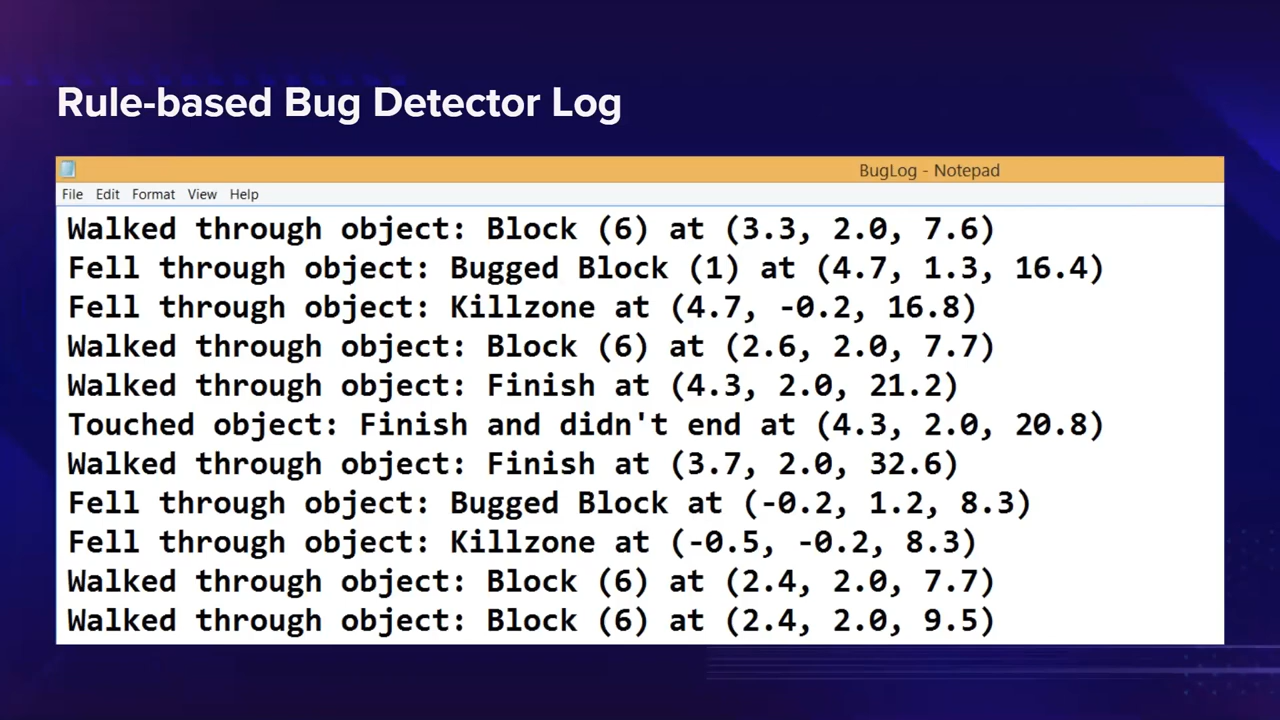 Rule-based Bug Detector Log
BugLog - Notepad
File Edit Format View Help
Walked through object: Block (6) at (3.3, 2.0, 7.6)
Fell through object: Bugged Block (1) at (4.7, 1.3, 16.4)
Fell through object: Killzone at (4.7, -0.2, 16.8)
Walked through object: Block (6) at (2.6, 2.0, 7.7)
Walked through object: Finish at (4.3, 2.0, 21.2)
Touched object: Finish and didn't end at (4.3, 2.0, 20.8)
Walked through object: Finish at (3.7, 2.0, 32.6)
Fell through object: Bugged Block at (-0.2, 1.2, 8.3)
Fell through object: Killzone at (-0.5, -0.2, 8.3)
Walked through object: Block (6) at (2.4, 2.0, 7.7)
Walked through object: Block (6) at (2.4, 2.0, 9.5)